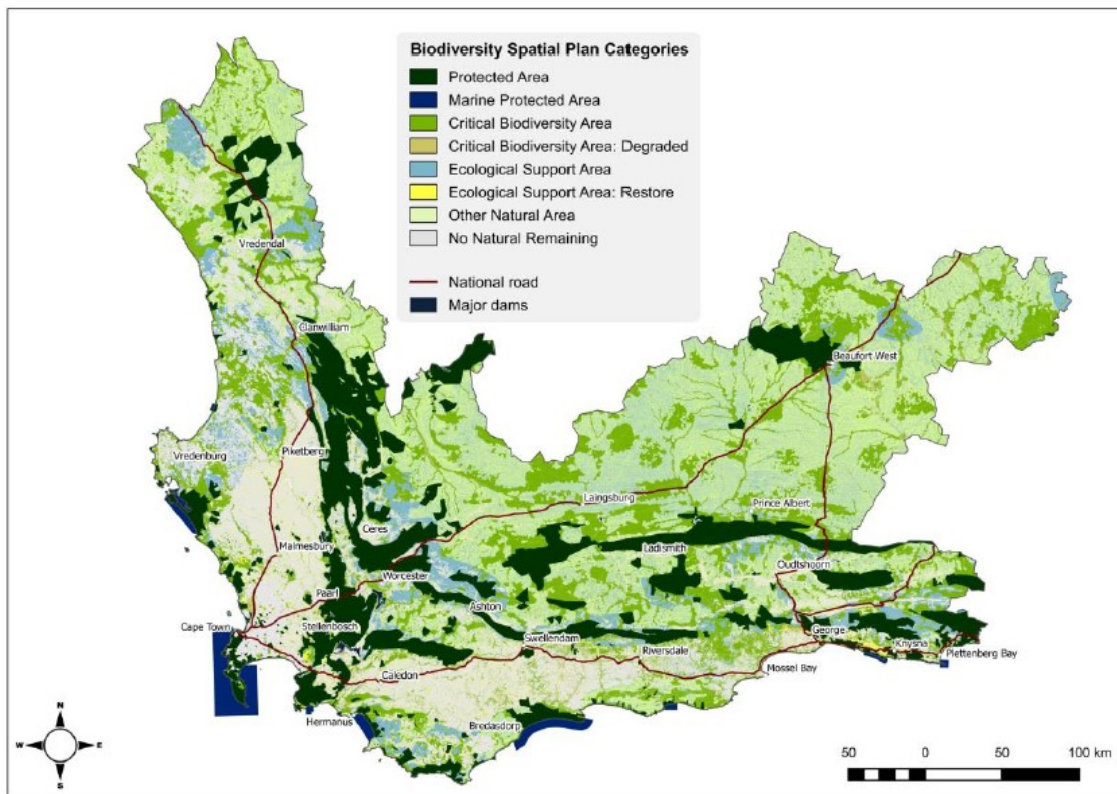 Biodiversity Spatial Plan Categories
Protected Area
Marine Protected Area
Critical Biodiversity Area
Critical Biodiversity Area: Degraded
Ecological Support Area
Ecological Support Area: Restore
Other Natural Area
No Natural Remaining
National road
Major dams
Vredendal
Clanwilliam
Beaufort West
Vredenburg
Piketberg
Laingsburg
Prince Albert
Ceres
Malmesbury
Ladismith
Oudtshoorn
Worcester
Paarl
Ashton
Cape Town
Stellenbosch
George
Swellendam
Knysna
Riversdale
Plettenberg Bay
Mossel Bay
Caledon
Hermanus
Bredasdorp
N
W E
S
50 0 50 100 km